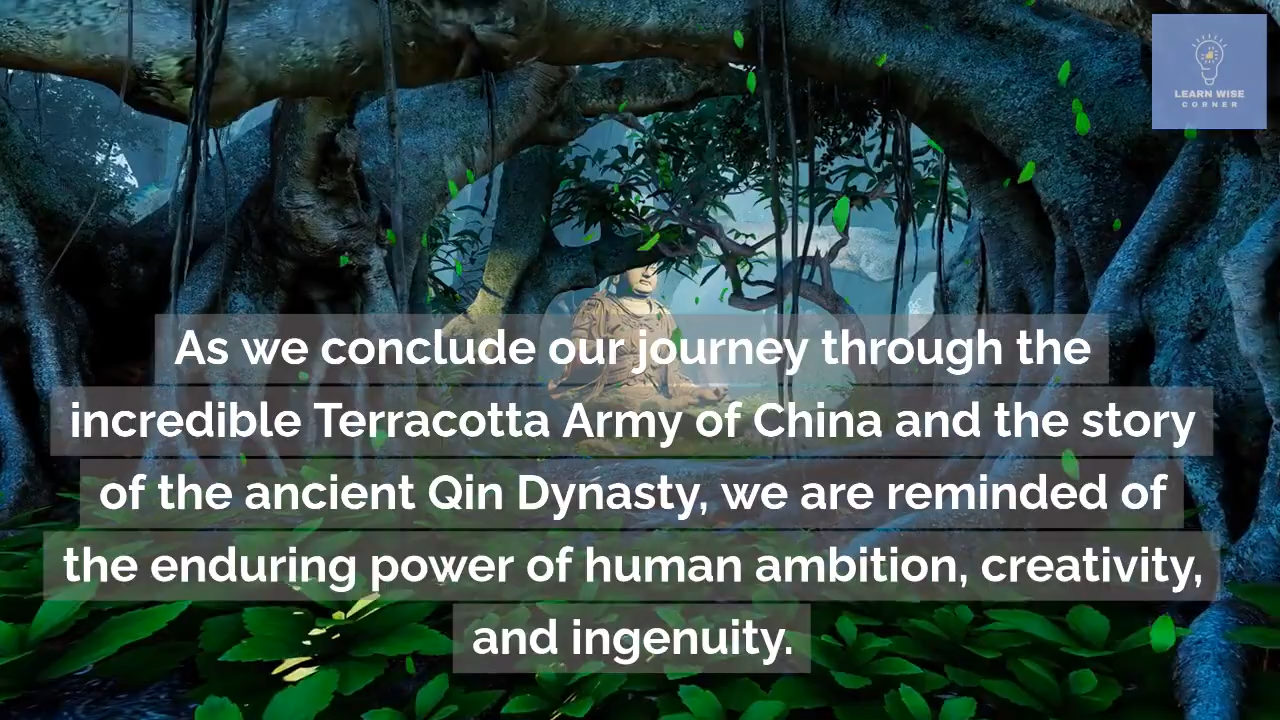 LEARN WISE
CORNER
As we conclude our journey through the
incredible Terracotta Army of China and the story
of the ancient Qin Dynasty, we are reminded of
the enduring power of human ambition, creativity,
and ingenuity.